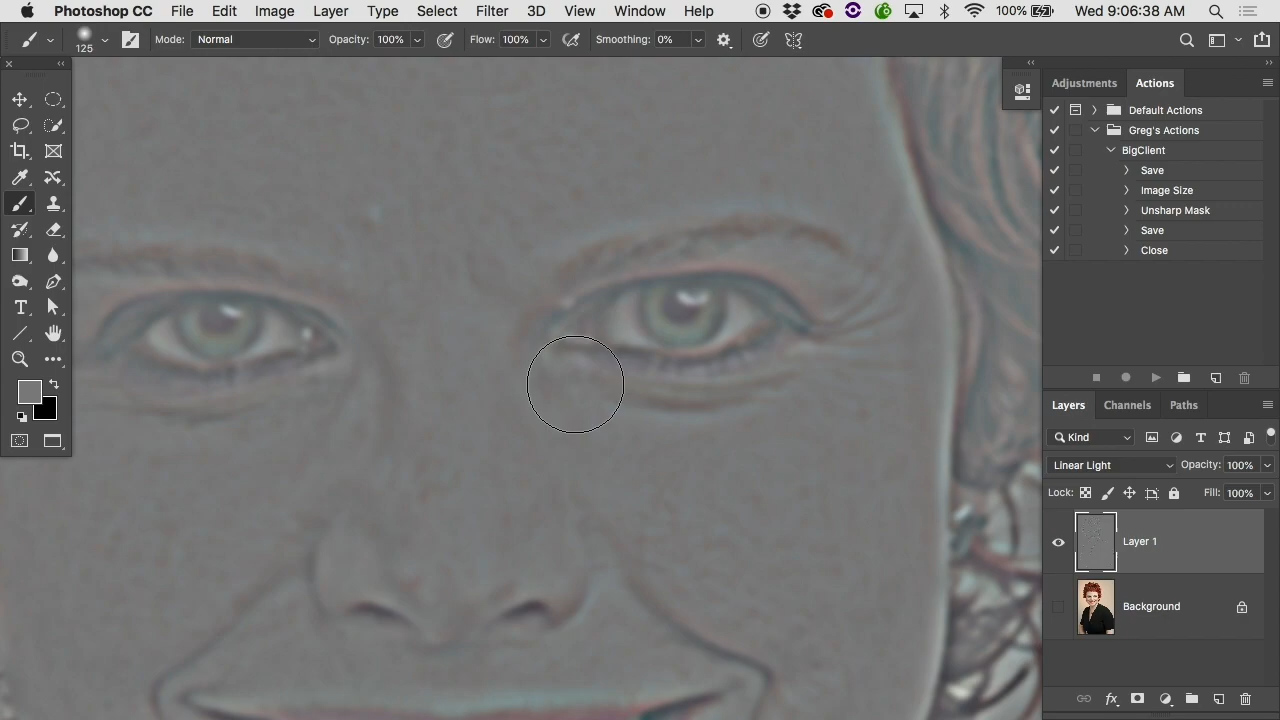 Photoshop CC File Edit Image Layer Type Select Filter 3D View Window Help 100% Wed 9:06:38 AM
125 Mode: Normal Opacity: 100% Flow: 100% Smoothing: 0%
Adjustments Actions
Default Actions
Greg's Actions
BigClient
Save
Image Size
Unsharp Mask
Save
Close
Layers Channels Paths
Kind
Linear Light Opacity: 100%
Lock: Fill: 100%
Layer 1
Background